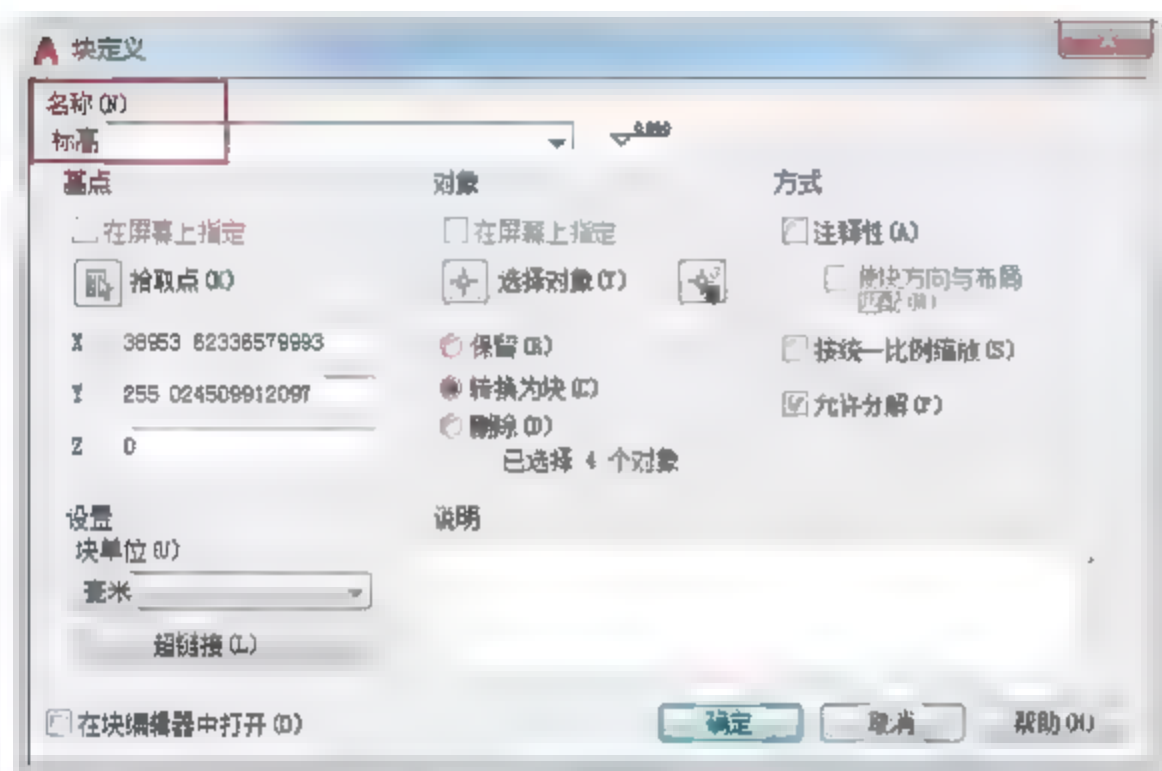 块定义
名称(N)
标高
0.000
基点
在屏幕上指定
拾取点(K)
X 38953 62336579993
Y 255 024509912097
Z 0
对象
在屏幕上指定
选择对象(T)
保留(R)
转换为块(C)
删除(D)
已选择 4 个对象
方式
注释性(A)
使块方向与布局
匹配(M)
按统一比例缩放(S)
允许分解(P)
设置
块单位(U)
毫米
超链接(L)
说明
在块编辑器中打开(O)
确定
取消
帮助(H)